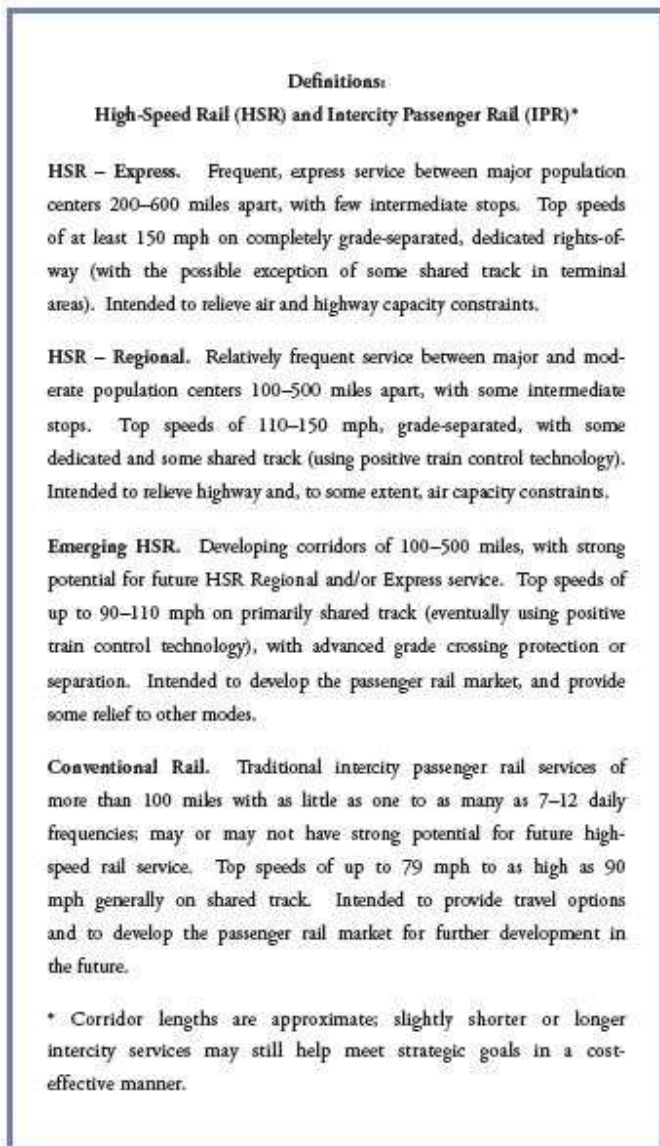 Definitions:
High-Speed Rail (HSR) and Intercity Passenger Rail (IPR)*
HSR – Express. Frequent, express service between major population
centers 200–600 miles apart, with few intermediate stops. Top speeds
of at least 150 mph on completely grade-separated, dedicated rights-of-
way (with the possible exception of some shared track in terminal
areas). Intended to relieve air and highway capacity constraints.
HSR – Regional. Relatively frequent service between major and mod-
erate population centers 100–500 miles apart, with some intermediate
stops. Top speeds of 110–150 mph, grade-separated, with some
dedicated and some shared track (using positive train control technology).
Intended to relieve highway and, to some extent, air capacity constraints.
Emerging HSR. Developing corridors of 100–500 miles, with strong
potential for future HSR Regional and/or Express service. Top speeds of
up to 90–110 mph on primarily shared track (eventually using positive
train control technology), with advanced grade crossing protection or
separation. Intended to develop the passenger rail market, and provide
some relief to other modes.
Conventional Rail. Traditional intercity passenger rail services of
more than 100 miles with as little as one to as many as 7–12 daily
frequencies; may or may not have strong potential for future high-
speed rail service. Top speeds of up to 79 mph to as high as 90
mph generally on shared track. Intended to provide travel options
and to develop the passenger rail market for further development in
the future.
* Corridor lengths are approximate; slightly shorter or longer
intercity services may still help meet strategic goals in a cost-
effective manner.